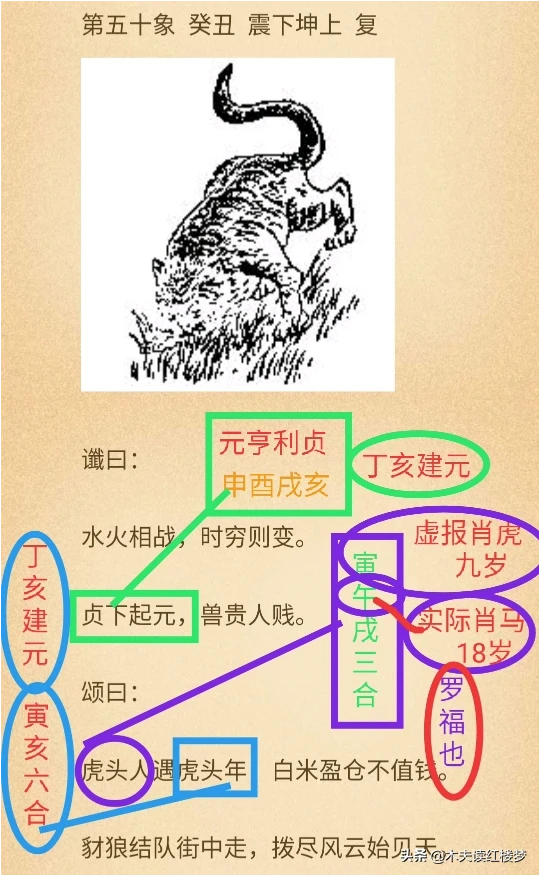 第五十象 癸丑 震下坤上 复
元亨利贞
申酉戌亥
丁亥建元
谶曰：
水火相战，时穷则变。
贞下起元，兽贵人贱。
虚报肖虎
九岁
寅午戌三合
实际肖马
18岁
丁亥建元
颂曰：
罗福也
寅亥六合
虎头人遇虎头年 白米盈仓不值钱。
豺狼结队街中走，拨尽风云始见天
头条 @木夫读红楼梦